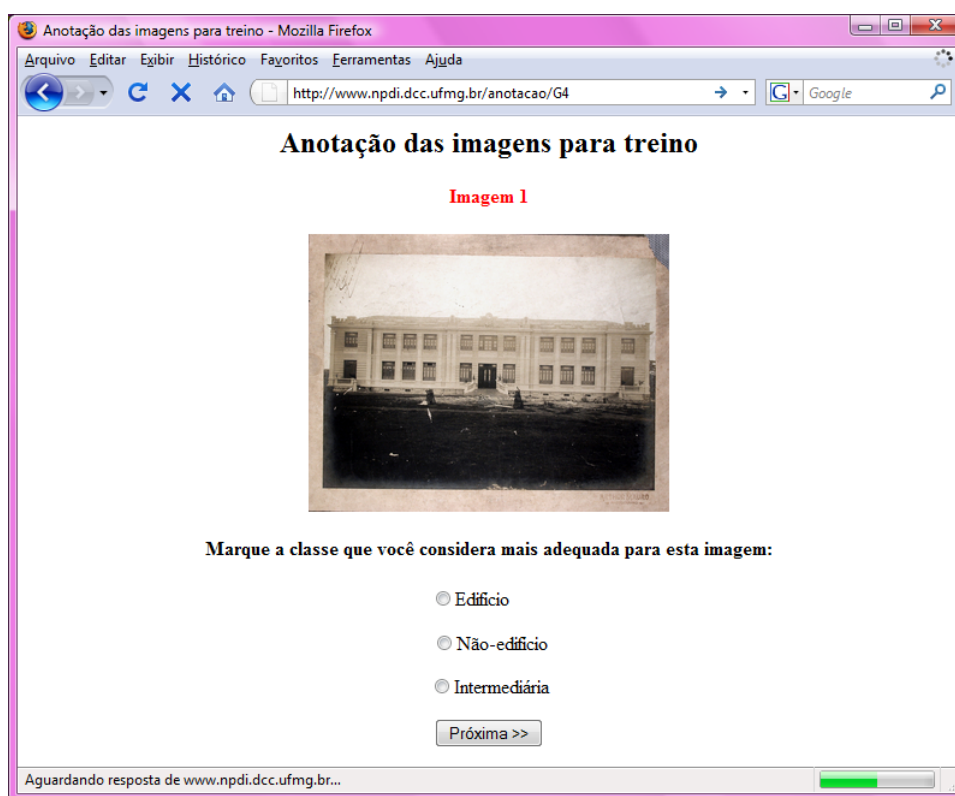 Anotação das imagens para treino - Mozilla Firefox
Arquivo Editar Exibir Histórico Favoritos Ferramentas Ajuda
http://www.npdi.dcc.ufmg.br/anotacao/G4
G Google
Anotação das imagens para treino
Imagem 1
Marque a classe que você considera mais adequada para esta imagem:
Edifício
Não-edifício
Intermediária
Próxima >>
Aguardando resposta de www.npdi.dcc.ufmg.br...